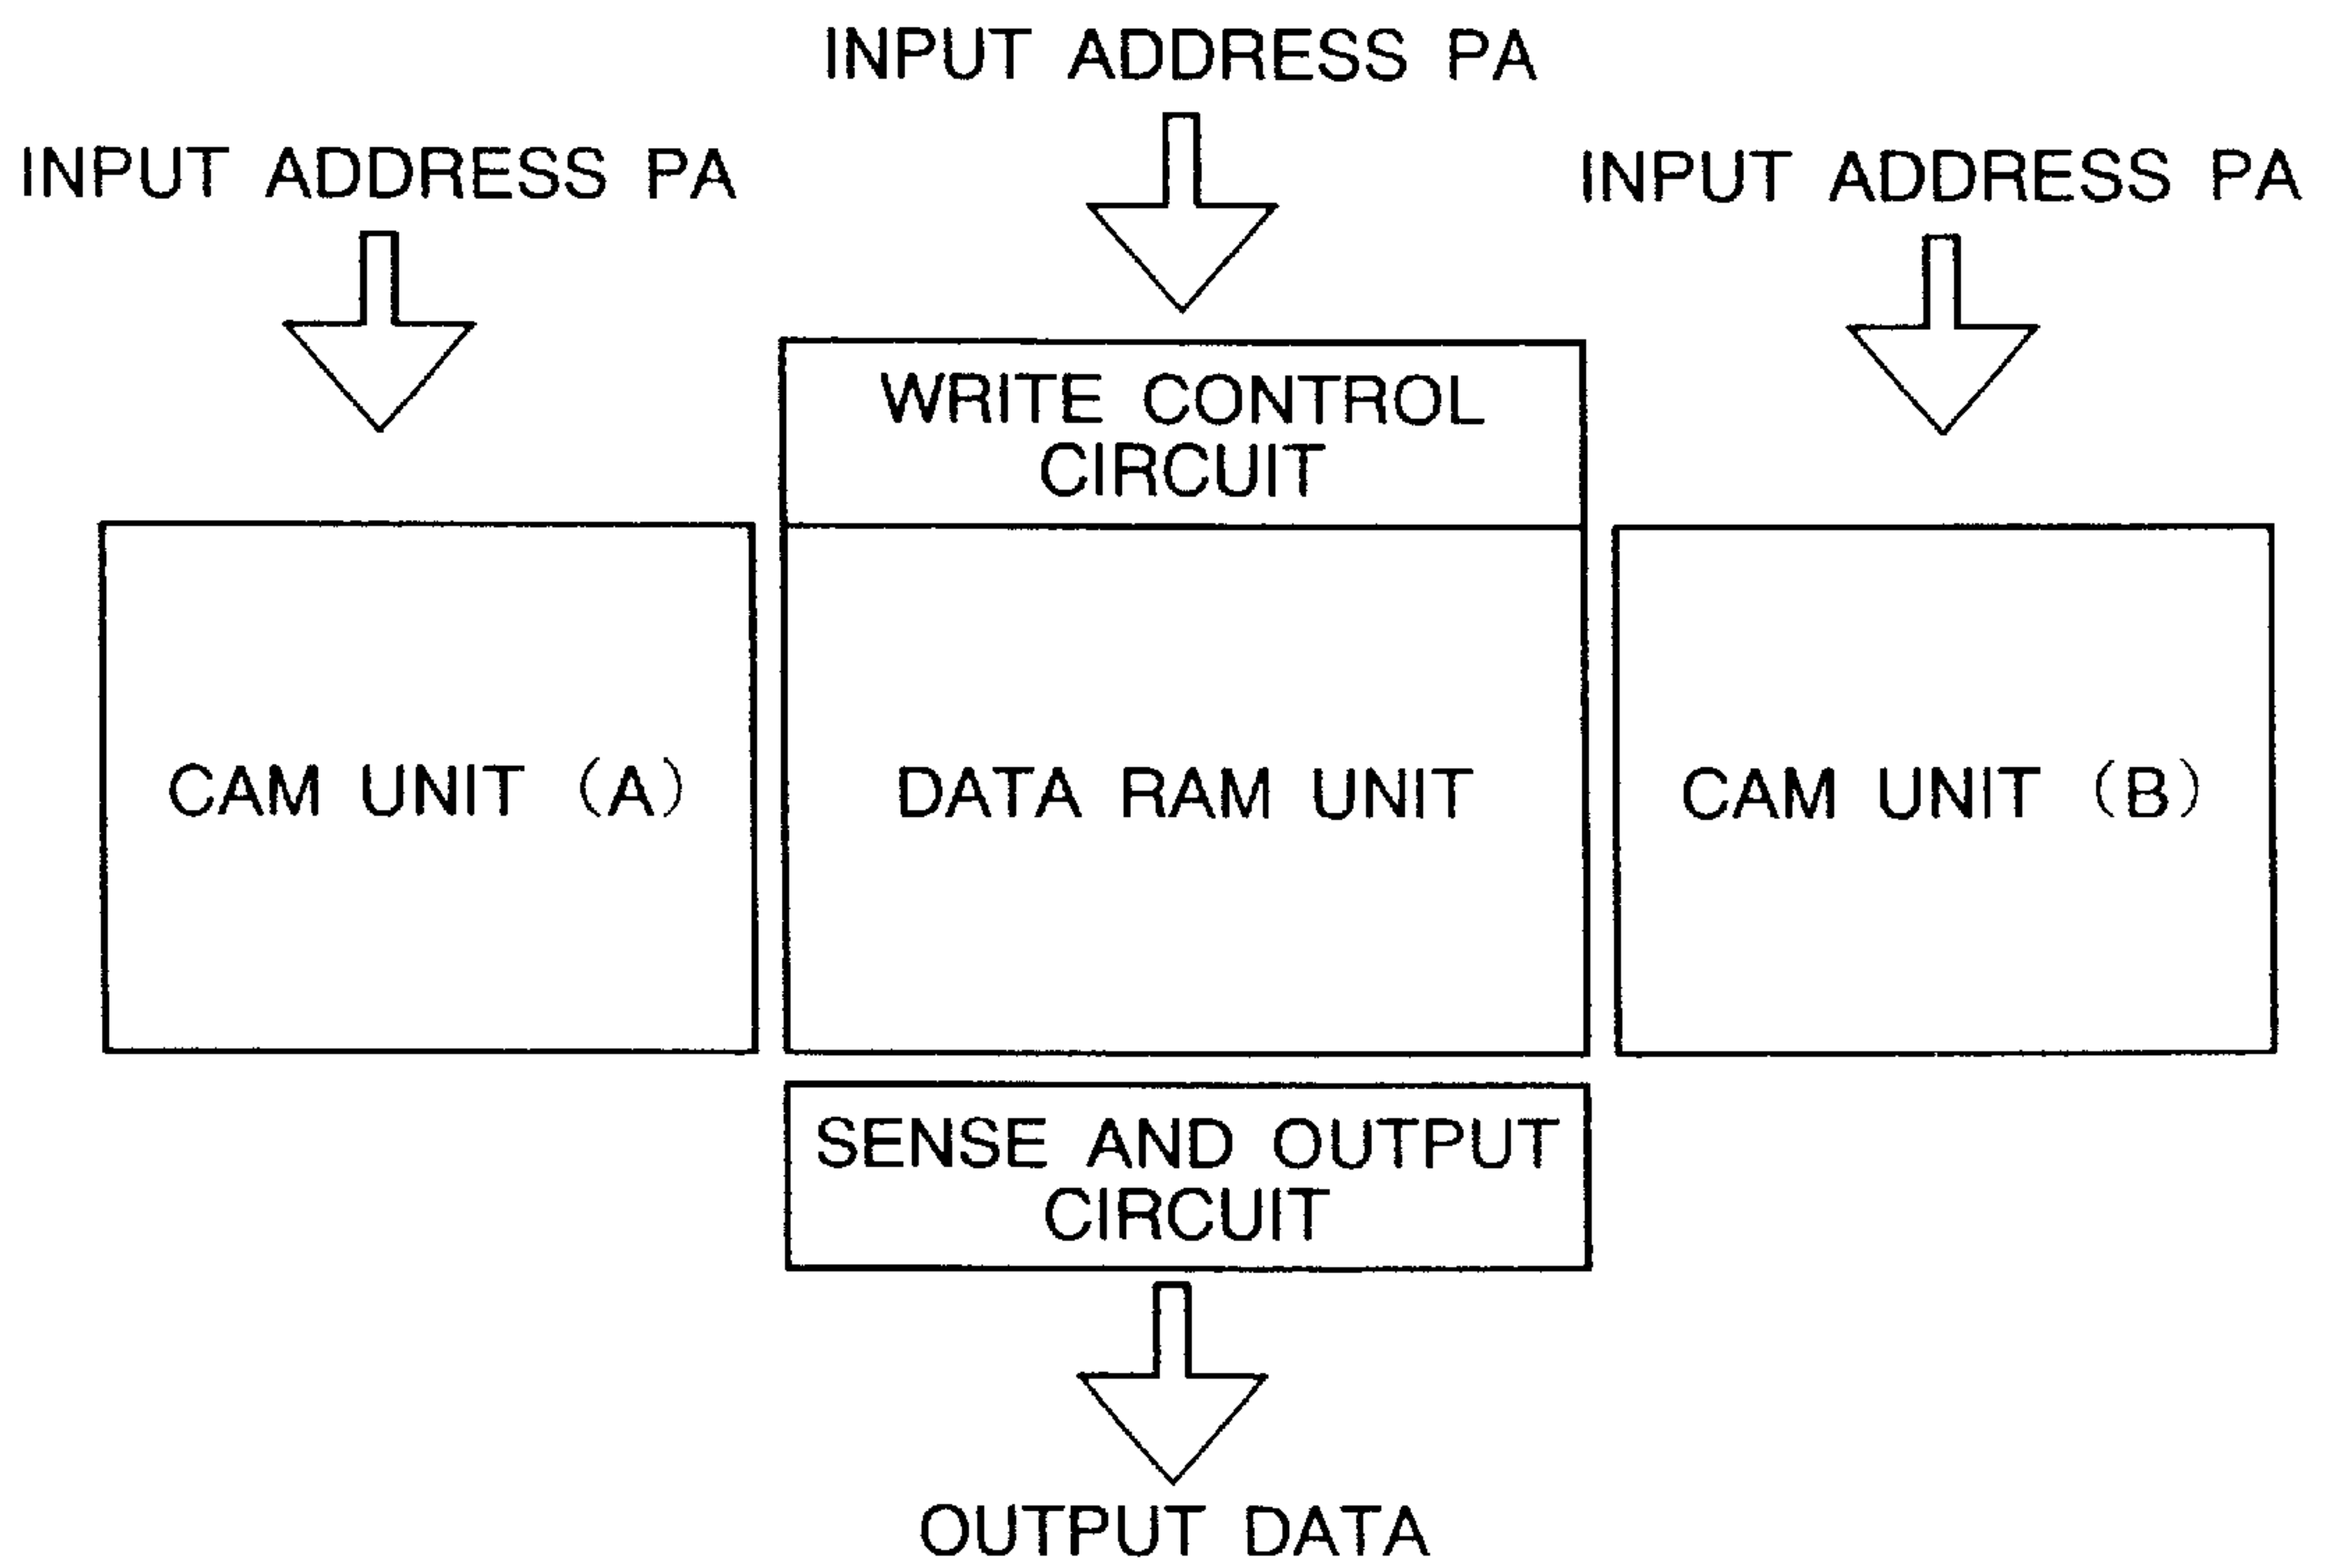 INPUT ADDRESS PA
INPUT ADDRESS PA
INPUT ADDRESS PA
WRITE CONTROL
CIRCUIT
CAM UNIT (A)
DATA RAM UNIT
CAM UNIT (B)
SENSE AND OUTPUT
CIRCUIT
OUTPUT DATA